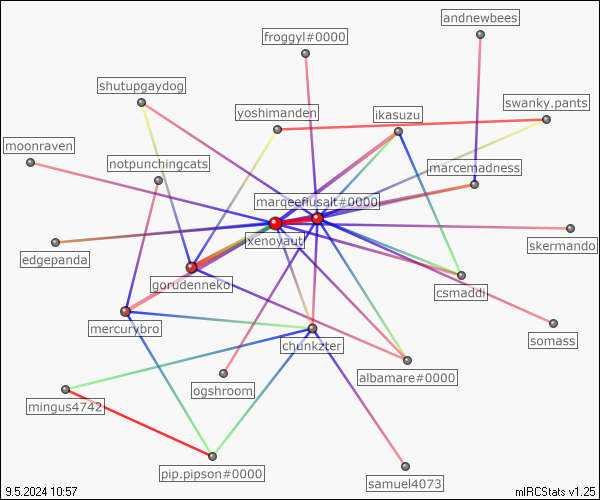 andnewbees
froggyl#0000
shutupgaydog
swanky.pants
yoshimanden
ikasuzu
moonraven
notpunchingcats
marcemadness
marqeefiusalt#0000
xenoyaut
skermando
edgepanda
gorudenneko
csmaddi
mercurybro
somass
chunkzter
albamare#0000
ogshroom
mingus4742
pip.pipson#0000
samuel4073
9.5.2024 10:57
mIRCStats v1.25